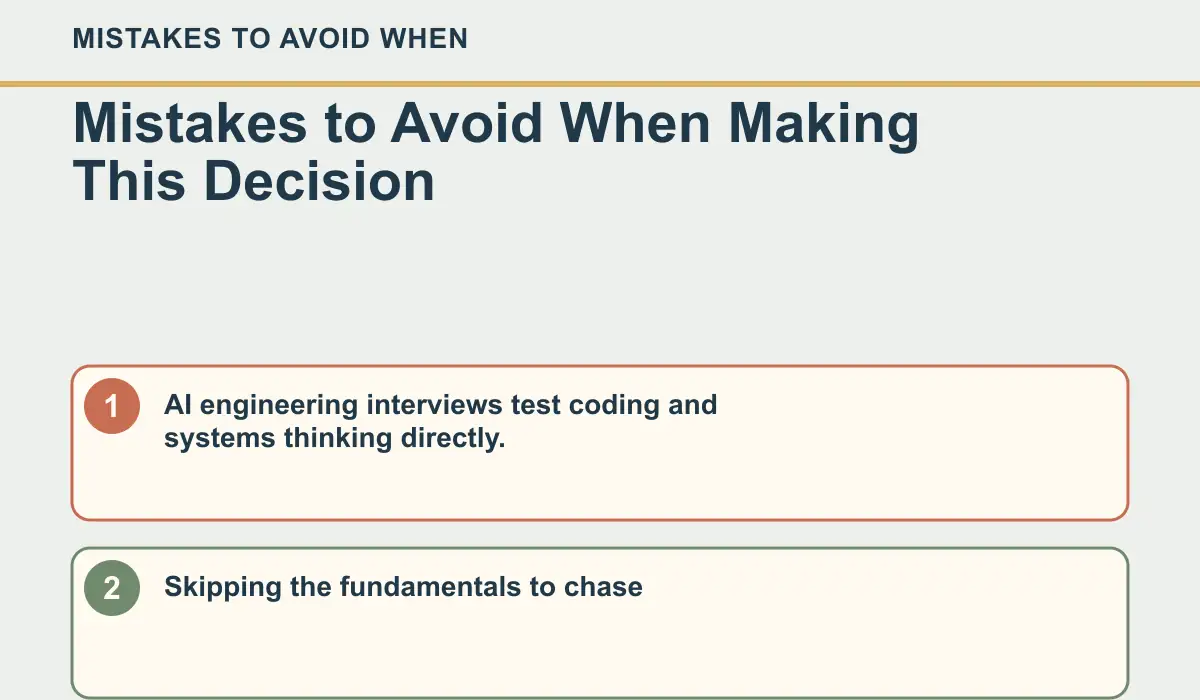 MISTAKES TO AVOID WHEN
Mistakes to Avoid When Making
This Decision
1
AI engineering interviews test coding and
systems thinking directly.
2
Skipping the fundamentals to chase